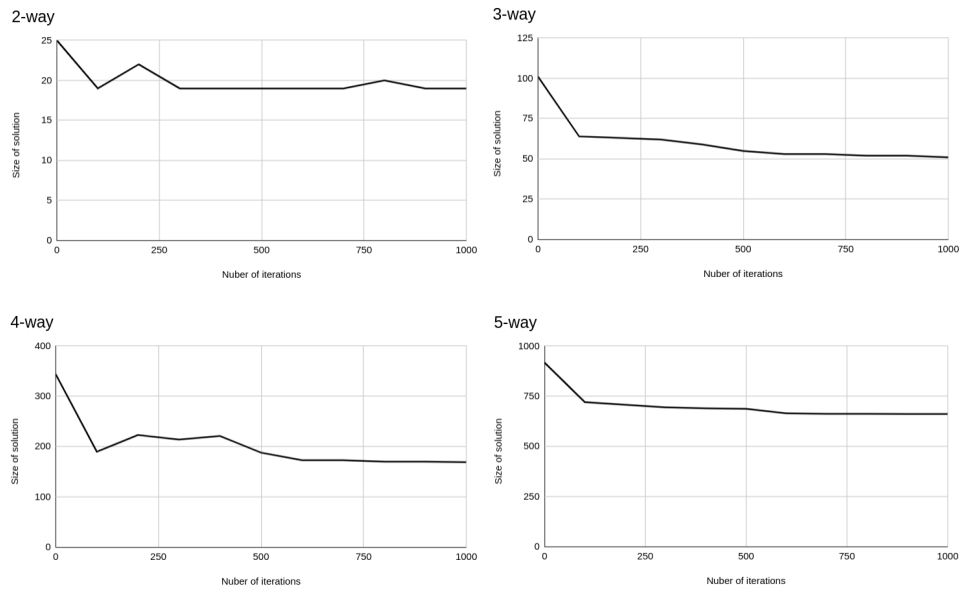 2-way
25
20
15
10
5
0
Size of solution
0 250 500 750 1000
Nuber of iterations
3-way
125
100
75
50
25
0
Size of solution
0 250 500 750 1000
Nuber of iterations
4-way
400
300
200
100
0
Size of solution
0 250 500 750 1000
Nuber of iterations
5-way
1000
750
500
250
0
Size of solution
0 250 500 750 1000
Nuber of iterations